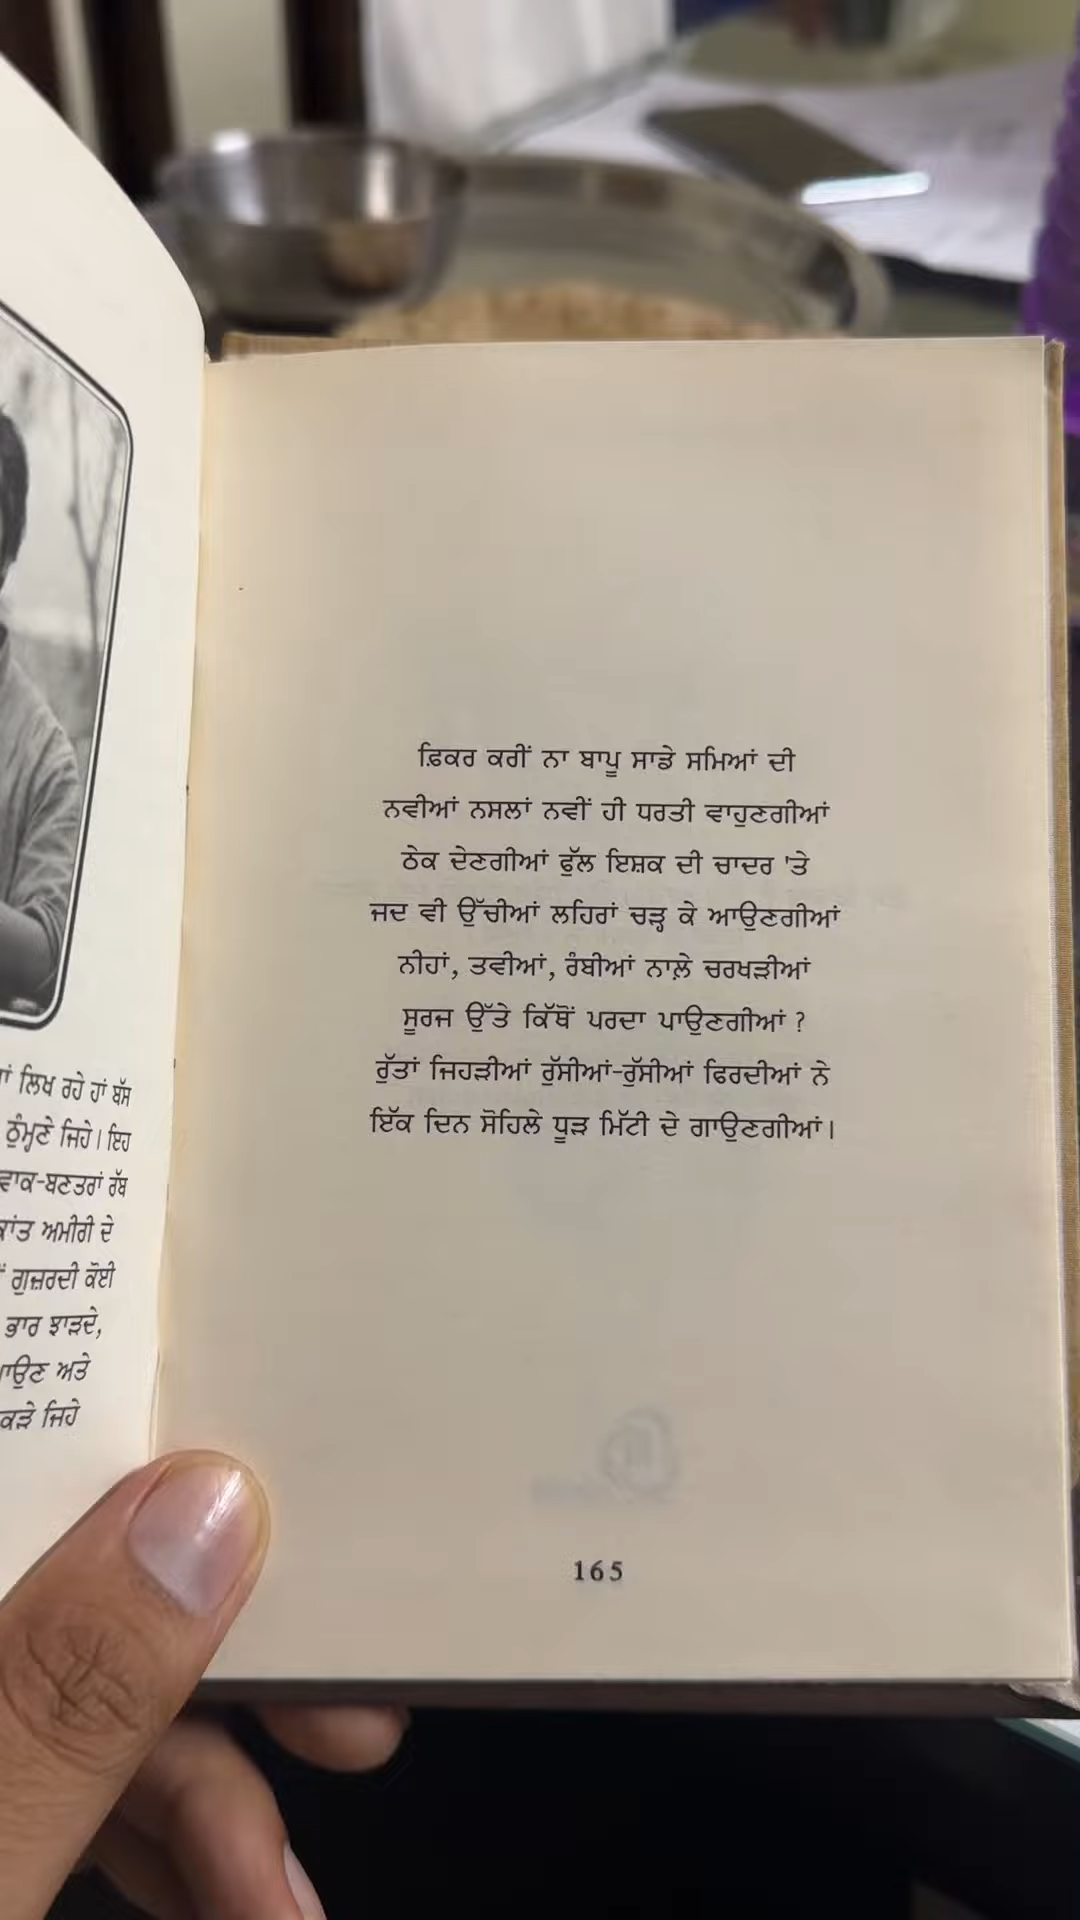 ਾਂ ਲਿਖ ਰਹੇ ਹਾਂ ਬੱਸ
ਠੁੰਮ੍ਹਣੇ ਜਿਹੇ। ਇਹ
ਵਾਕ-ਬਣਤਰਾਂ ਰੱਬ
ਅਮੀਰੀ ਦੇ
ਗੁਜ਼ਰਦੀ ਕੋਈ
ਭਾਰ ਝਾੜਦੇ,
ਅਤੇ
ਜਿਹੇ
ਫ਼ਿਕਰ ਕਰੀਂ ਨਾ ਬਾਪੂ ਸਾਡੇ ਸਮਿਆਂ ਦੀ
ਨਵੀਆਂ ਨਸਲਾਂ ਨਵੀਂ ਹੀ ਧਰਤੀ ਵਾਹੁਣਗੀਆਂ
ਠੇਕ ਦੇਣਗੀਆਂ ਫੁੱਲ ਇਸ਼ਕ ਦੀ ਚਾਦਰ 'ਤੇ
ਜਦ ਵੀ ਉੱਚੀਆਂ ਲਹਿਰਾਂ ਚੜ੍ਹ ਕੇ ਆਉਣਗੀਆਂ
ਨੀਹਾਂ, ਤਵੀਆਂ, ਰੰਬੀਆਂ ਨਾਲ਼ੇ ਚਰਖੜੀਆਂ
ਸੂਰਜ ਉੱਤੇ ਕਿੱਥੋਂ ਪਰਦਾ ਪਾਉਣਗੀਆਂ ?
ਰੁੱਤਾਂ ਜਿਹੜੀਆਂ ਰੁੱਸੀਆਂ-ਰੁੱਸੀਆਂ ਫਿਰਦੀਆਂ ਨੇ
ਇੱਕ ਦਿਨ ਸੋਹਿਲੇ ਧੂੜ ਮਿੱਟੀ ਦੇ ਗਾਉਣਗੀਆਂ।
165